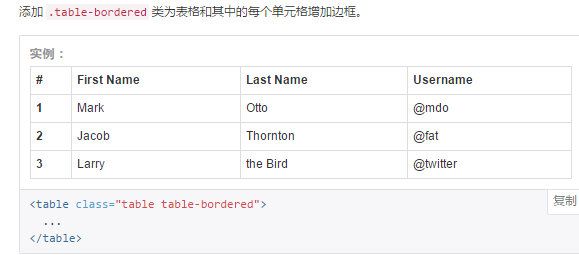 添加 .table-bordered 类为表格和其中的每个单元格增加边框。
实例：
# First Name Last Name Username
1 Mark Otto @mdo
2 Jacob Thornton @fat
3 Larry the Bird @twitter
复制
<table class="table table-bordered">
...
</table>